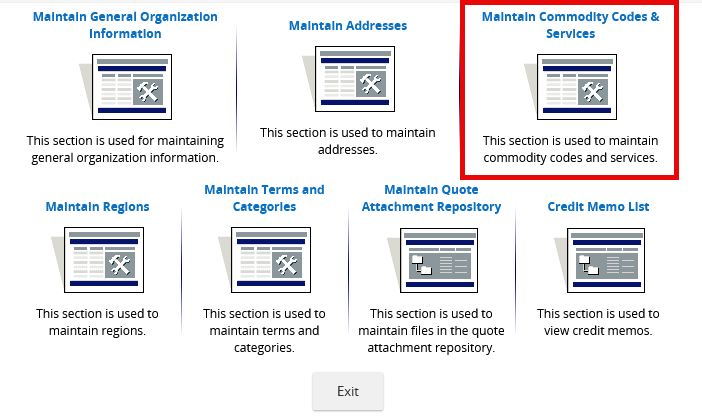 Maintain General Organization
Information
This section is used for maintaining
general organization information.
Maintain Addresses
This section is used to maintain
addresses.
Maintain Commodity Codes &
Services
This section is used to maintain
commodity codes and services.
Maintain Regions
This section is used to
maintain regions.
Maintain Terms and
Categories
This section is used to
maintain terms and
categories.
Maintain Quote
Attachment Repository
This section is used to
maintain files in the quote
attachment repository.
Credit Memo List
This section is used to
view credit memos.
Exit